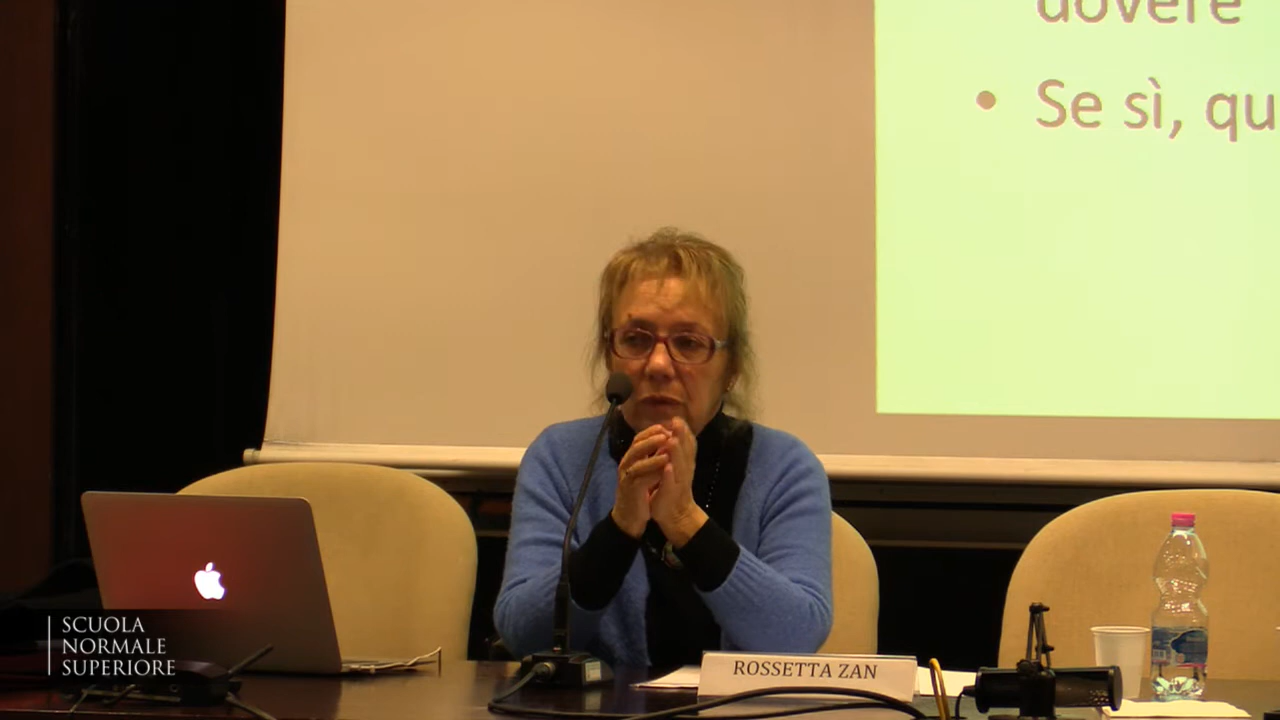 dovere
• Se sì, qu
SCUOLA
NORMALE
SUPERIORE
ROSSETTA ZAN